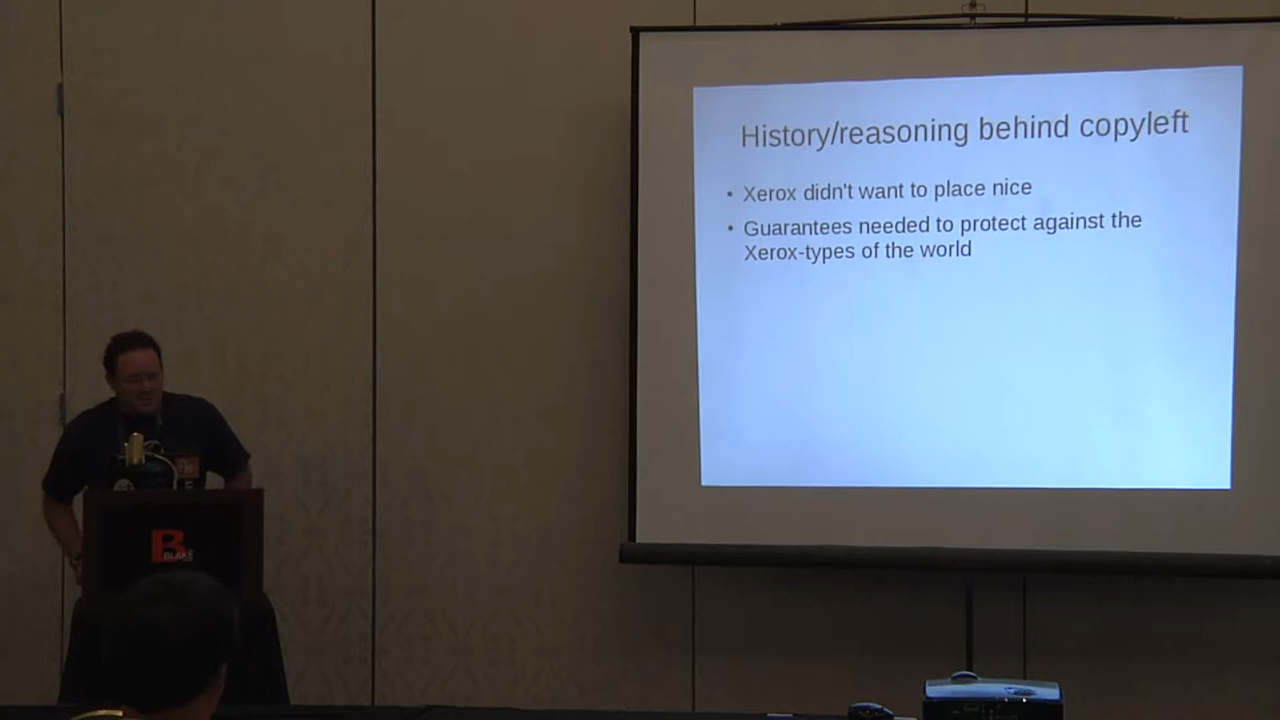 History/reasoning behind copyleft
• Xerox didn't want to place nice
• Guarantees needed to protect against the
Xerox-types of the world
B
BLAKE